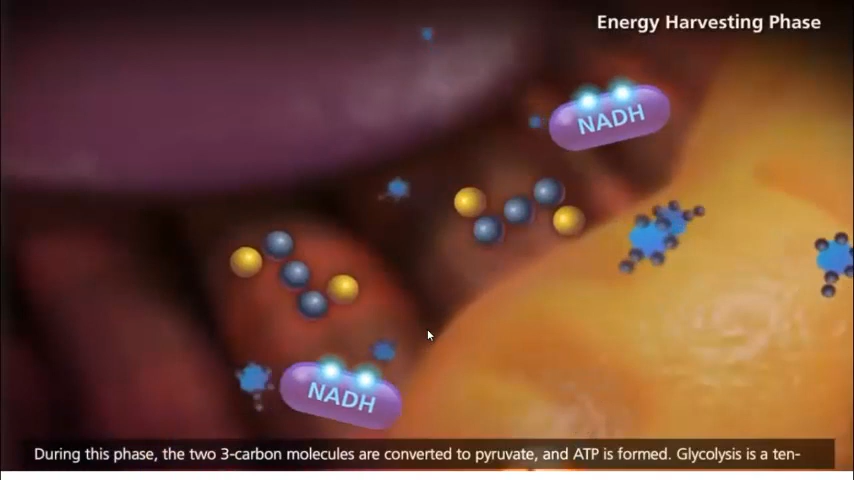 Energy Harvesting Phase
NADH
NADH
During this phase, the two 3-carbon molecules are converted to pyruvate, and ATP is formed. Glycolysis is a ten-